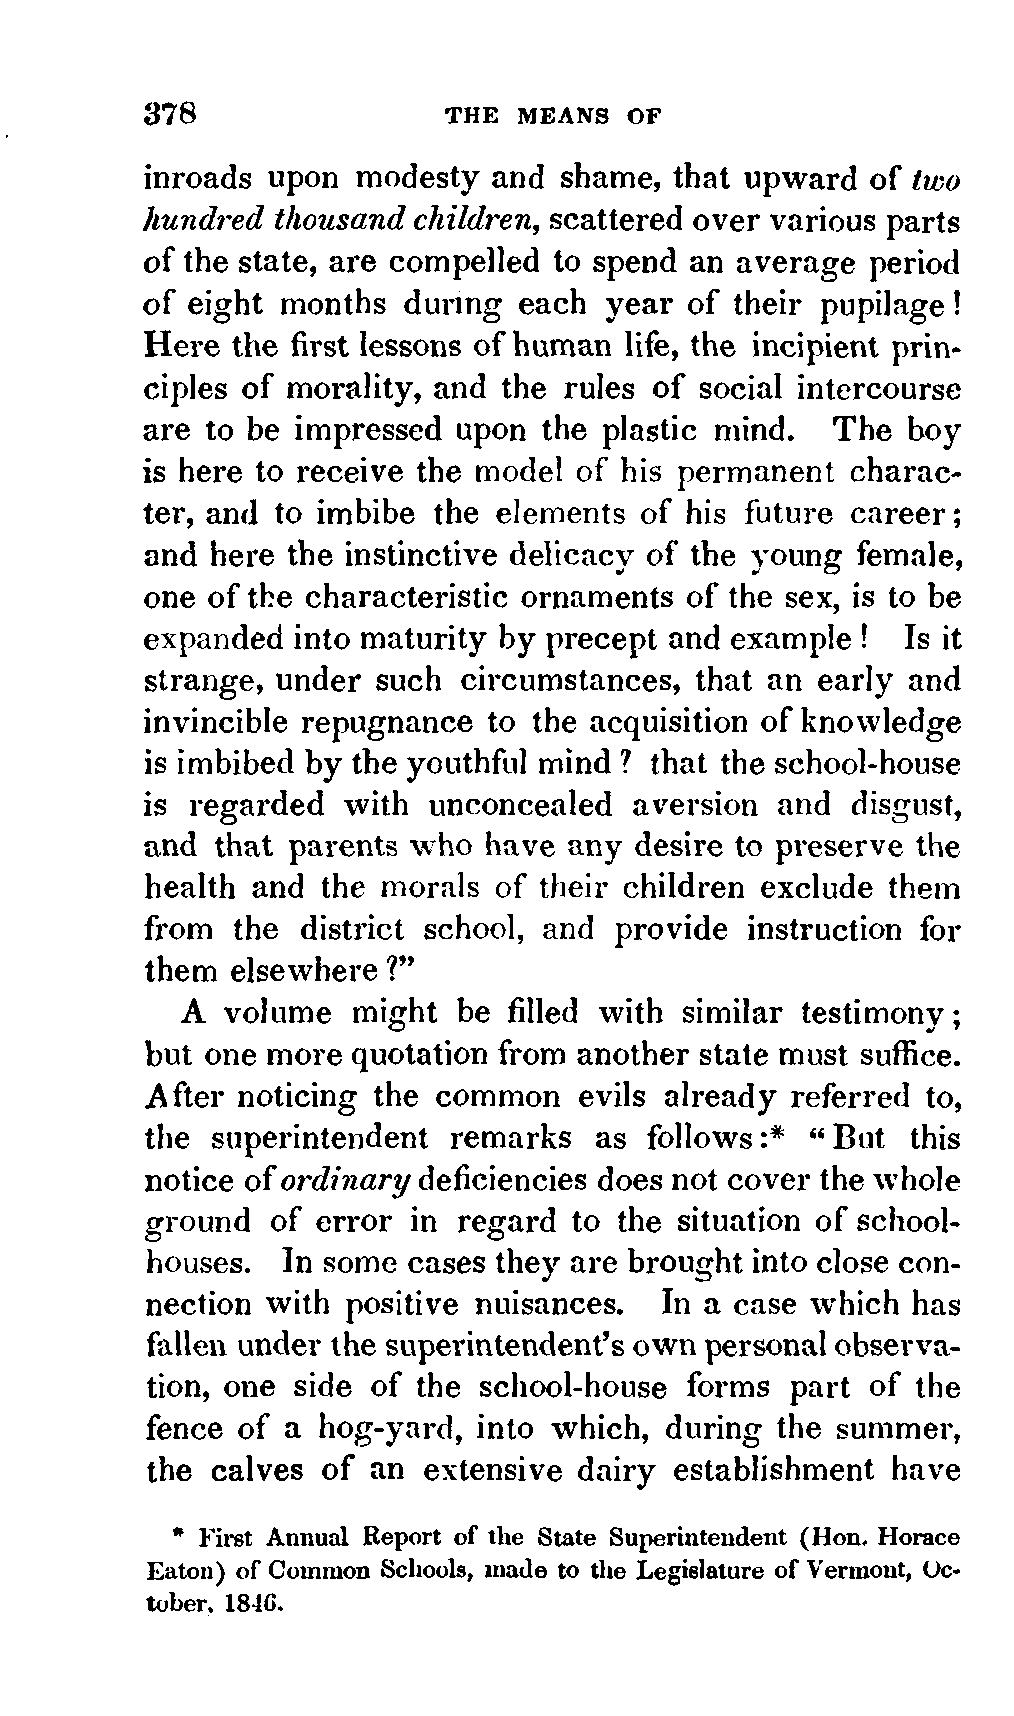 378 THE MEANS OF
inroads upon modesty and shame, that upward of two
hundred thousand children, scattered over various parts
of the state, are compelled to spend an average period
of eight months during each year of their pupilage!
Here the first lessons of human life, the incipient prin-
ciples of morality, and the rules of social intercourse
are to be impressed upon the plastic mind. The boy
is here to receive the model of his permanent charac-
ter, and to imbibe the elements of his future career;
and here the instinctive delicacy of the young female,
one of the characteristic ornaments of the sex, is to be
expanded into maturity by precept and example! Is it
strange, under such circumstances, that an early and
invincible repugnance to the acquisition of knowledge
is imbibed by the youthful mind? that the school-house
is regarded with unconcealed aversion and disgust,
and that parents who have any desire to preserve the
health and the morals of their children exclude them
from the district school, and provide instruction for
them elsewhere?”
A volume might be filled with similar testimony;
but one more quotation from another state must suffice.
After noticing the common evils already referred to,
the superintendent remarks as follows:* “But this
notice of ordinary deficiencies does not cover the whole
ground of error in regard to the situation of school-
houses. In some cases they are brought into close con-
nection with positive nuisances. In a case which has
fallen under the superintendent’s own personal observa-
tion, one side of the school-house forms part of the
fence of a hog-yard, into which, during the summer,
the calves of an extensive dairy establishment have
* First Annual Report of the State Superintendent (Hon. Horace
Eaton) of Common Schools, made to the Legislature of Vermont, Oc-
tober, 1846.